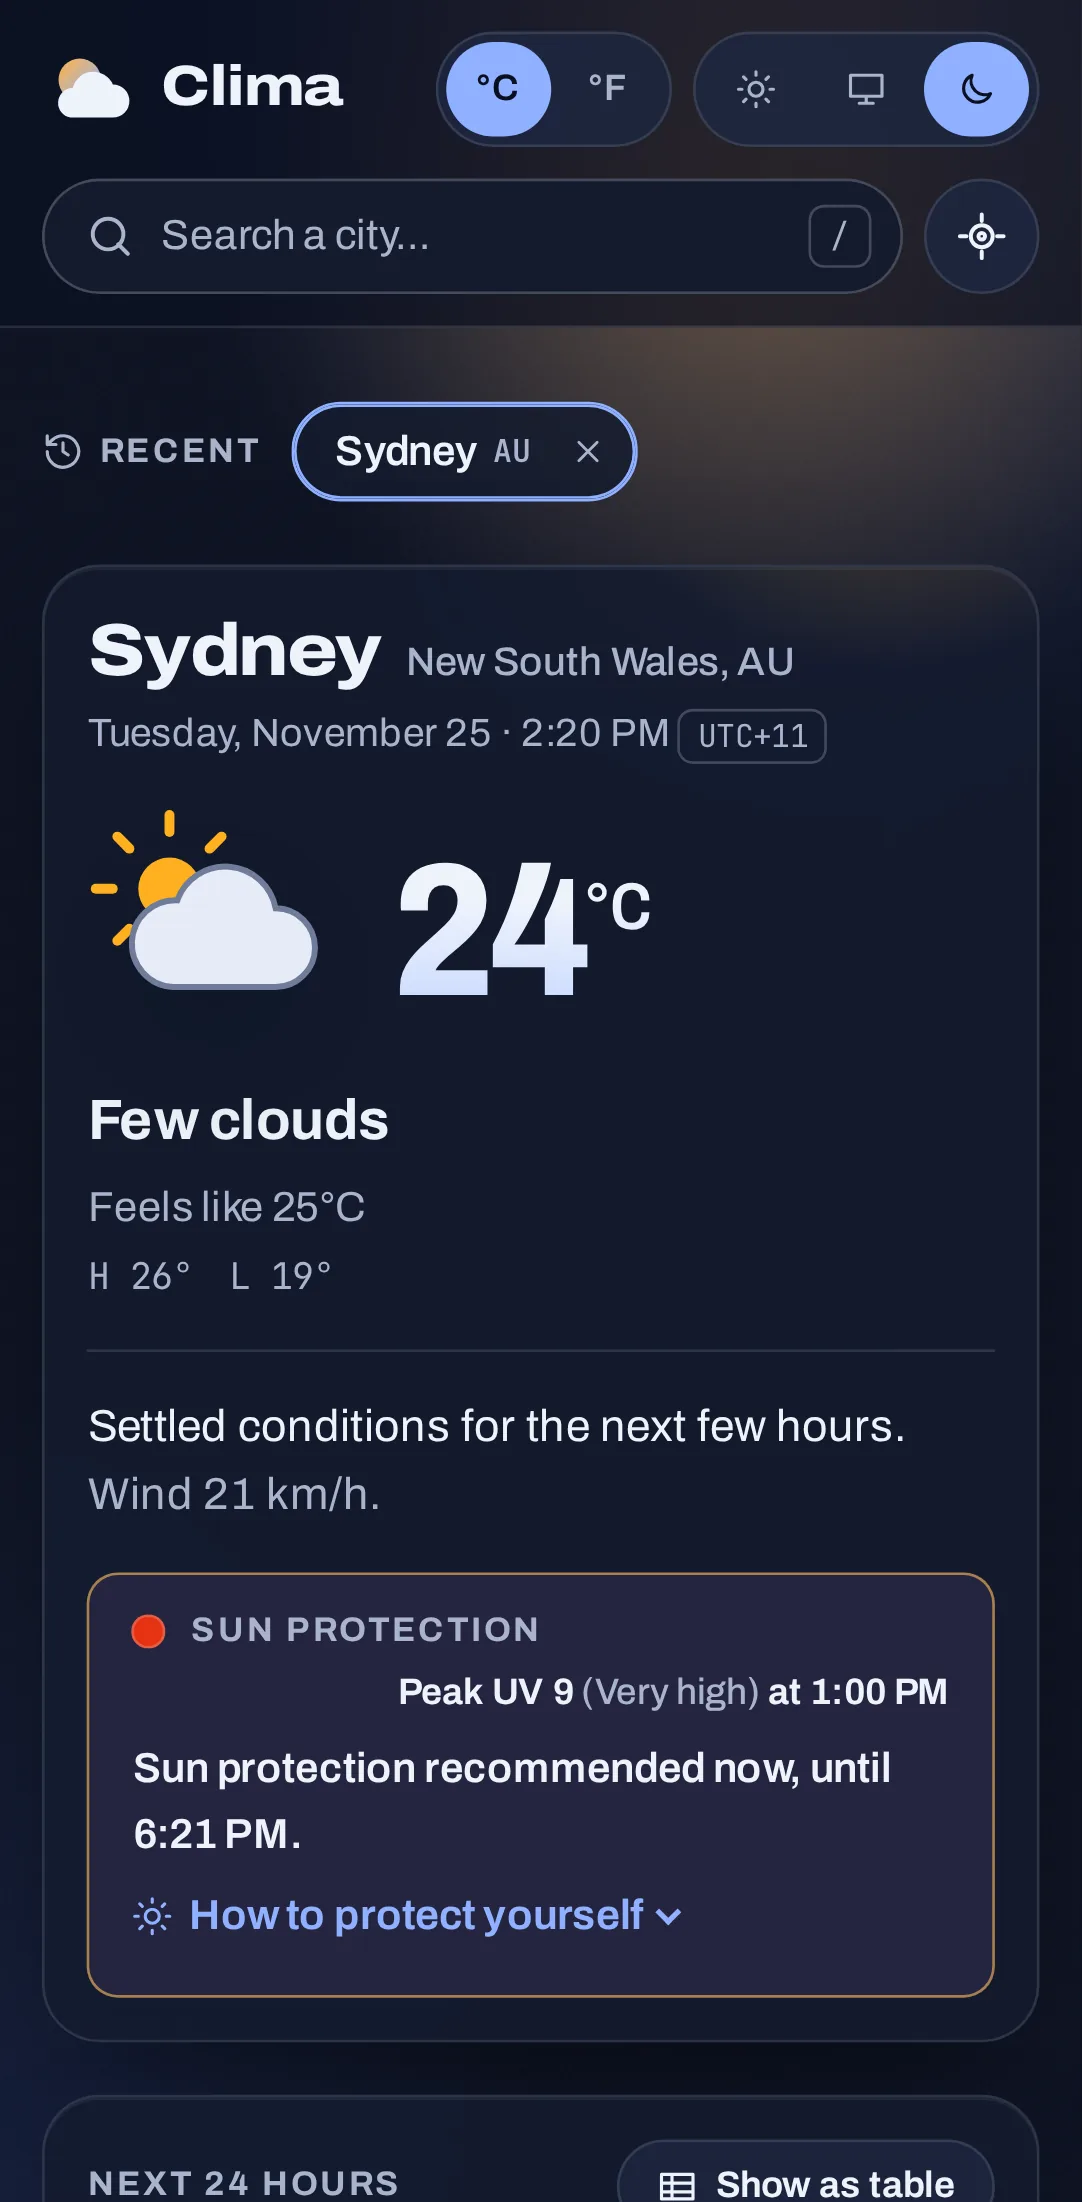 Clima
°C °F
Search a city... /
RECENT Sydney AU
Sydney New South Wales, AU
Tuesday, November 25 · 2:20 PM UTC+11
24°C
Few clouds
Feels like 25°C
H 26° L 19°
Settled conditions for the next few hours.
Wind 21 km/h.
SUN PROTECTION
Peak UV 9 (Very high) at 1:00 PM
Sun protection recommended now, until
6:21 PM.
How to protect yourself
NEXT 24 HOURS Show as table